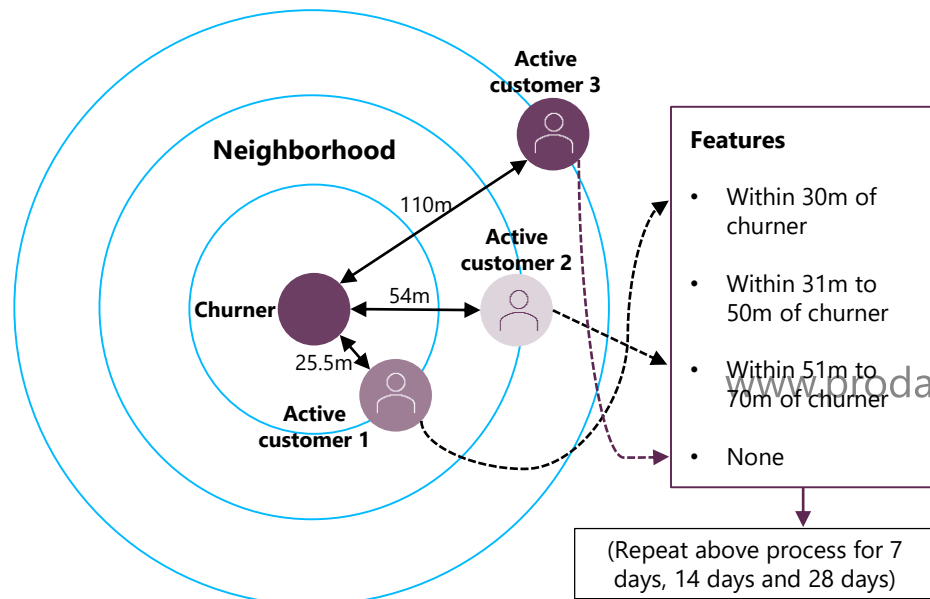 Active
customer 3
Neighborhood
110m
Active
customer 2
Churner
54m
25.5m
Active
customer 1
Features
• Within 30m of
churner
• Within 31m to
50m of churner
• Within 51m to
70m of churner
www.proda
• None
(Repeat above process for 7
days, 14 days and 28 days)